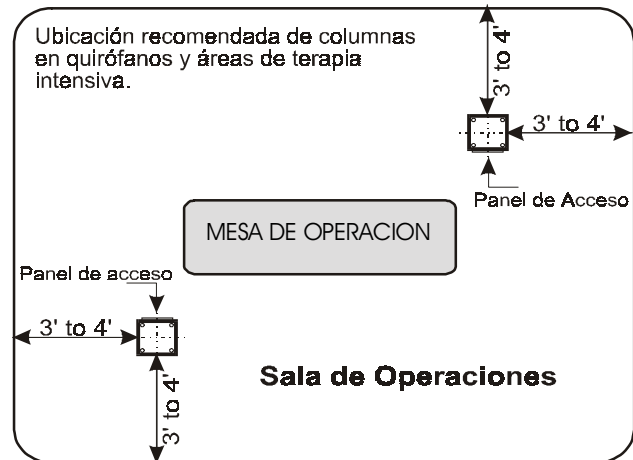 Ubicación recomendada de columnas
en quirófanos y áreas de terapia
intensiva.
3' to 4'
3' to 4'
Panel de Acceso
MESA DE OPERACION
Panel de acceso
3' to 4'
3' to 4'
Sala de Operaciones